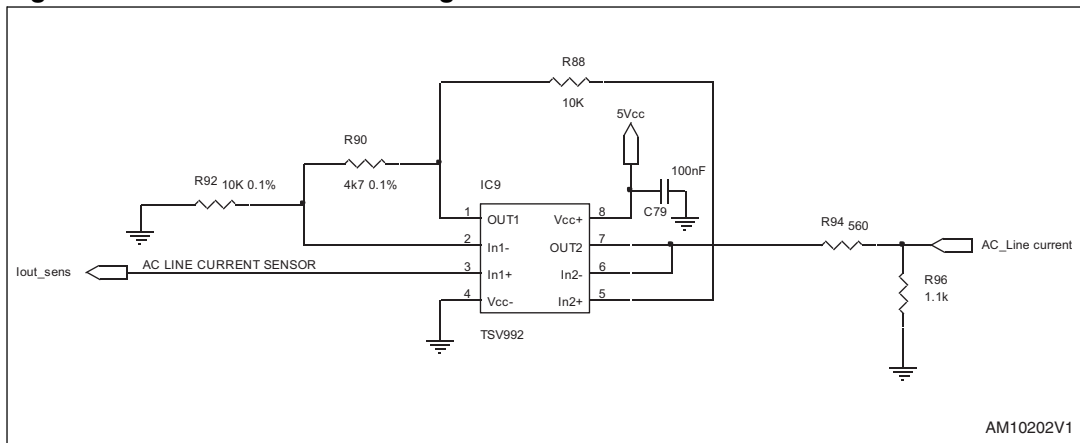 R88
10K
5Vcc
R90
100nF
R92 10K 0.1%
4k7 0.1%
IC9
C79
1 OUT1 Vcc+ 8
R94 560
2 In1- OUT2 7
AC_Line current
Iout_sens
AC LINE CURRENT SENSOR
3 In1+ In2- 6
R96
1.1k
4 Vcc- In2+ 5
TSV992
AM10202V1